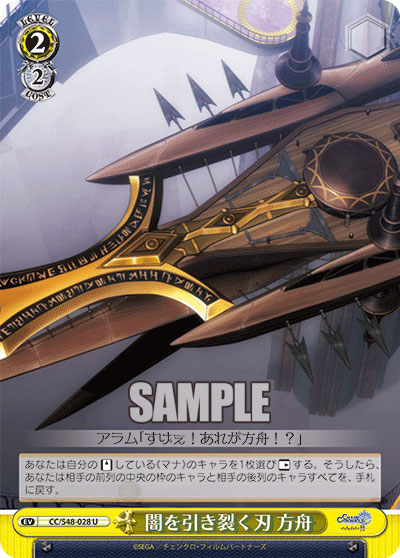 LEVEL
2
2
COST
SAMPLE
アラム「すげぇ！あれが方舟！？」
あなたは自分の している《マナ》のキャラを1枚選び 。そうしたら、
あなたは相手の前列の中央の枠のキャラと相手の後列のキャラすべてを、手札
に戻す。
EV CC/S48-028 U 闇を引き裂く刃 方舟
©SEGA／チェンクロ・フィルムパートナーズ